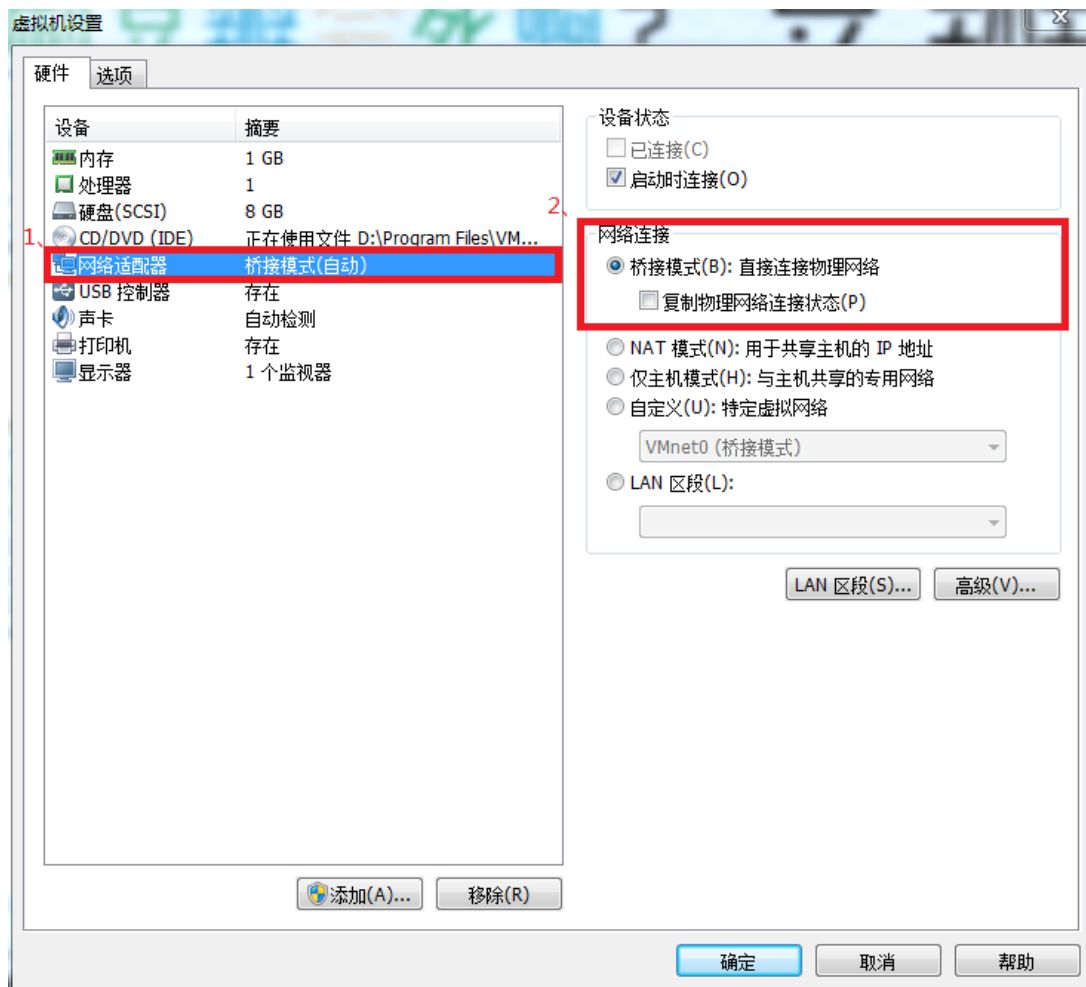 虚拟机设置
硬件 选项
设备 摘要
内存 1 GB
处理器 1
硬盘(SCSI) 8 GB
1、
CD/DVD (IDE) 正在使用文件 D:\Program Files\VM...
网络适配器 桥接模式(自动)
USB 控制器 存在
声卡 自动检测
打印机 存在
显示器 1 个监视器
添加(A)... 移除(R)
设备状态
已连接(C)
启动时连接(O)
2、
网络连接
桥接模式(B): 直接连接物理网络
复制物理网络连接状态(P)
NAT 模式(N): 用于共享主机的 IP 地址
仅主机模式(H): 与主机共享的专用网络
自定义(U): 特定虚拟网络
VMnet0 (桥接模式)
LAN 区段(L):
LAN 区段(S)... 高级(V)...
确定 取消 帮助